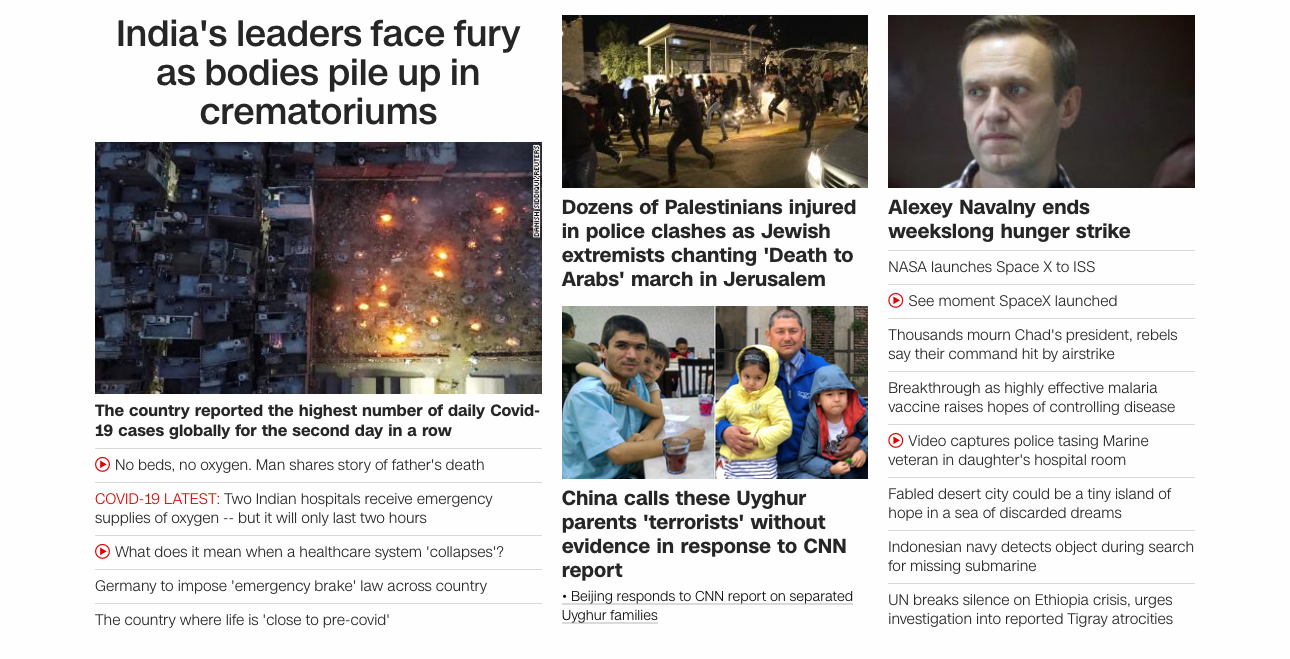 India's leaders face fury
as bodies pile up in
crematoriums
DANISH SIDDIQUI/REUTERS
The country reported the highest number of daily Covid-
19 cases globally for the second day in a row
No beds, no oxygen. Man shares story of father's death
COVID-19 LATEST: Two Indian hospitals receive emergency
supplies of oxygen -- but it will only last two hours
What does it mean when a healthcare system 'collapses'?
Germany to impose 'emergency brake' law across country
The country where life is 'close to pre-covid'
Dozens of Palestinians injured
in police clashes as Jewish
extremists chanting 'Death to
Arabs' march in Jerusalem
China calls these Uyghur
parents 'terrorists' without
evidence in response to CNN
report
• Beijing responds to CNN report on separated
Uyghur families
Alexey Navalny ends
weekslong hunger strike
NASA launches Space X to ISS
See moment SpaceX launched
Thousands mourn Chad's president, rebels
say their command hit by airstrike
Breakthrough as highly effective malaria
vaccine raises hopes of controlling disease
Video captures police tasing Marine
veteran in daughter's hospital room
Fabled desert city could be a tiny island of
hope in a sea of discarded dreams
Indonesian navy detects object during search
for missing submarine
UN breaks silence on Ethiopia crisis, urges
investigation into reported Tigray atrocities